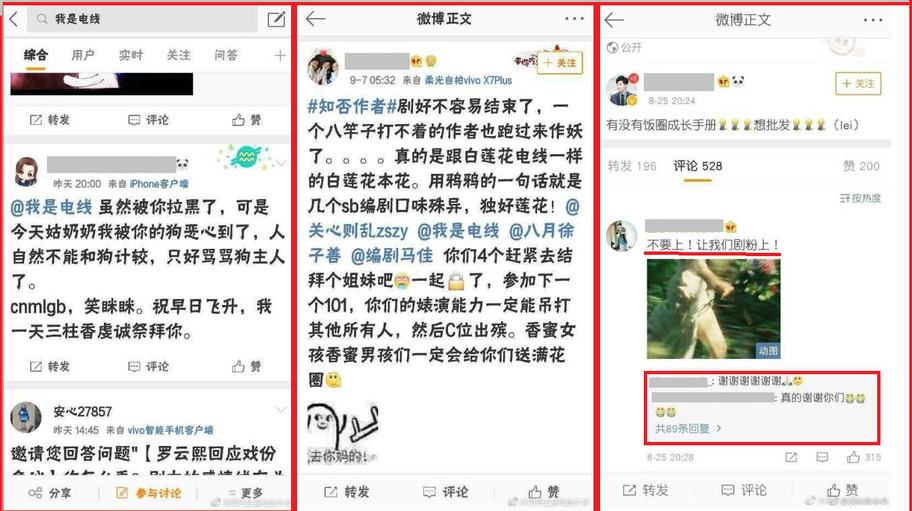 我是电线
综合 用户 实时 关注 问答
转发 评论 赞
昨天 20:00 来自 iPhone客户端
@我是电线 虽然被你拉黑了，可是
今天姑奶奶我被你的狗恶心到了，人
自然不能和狗计较，只好骂骂狗主人
了。
cnmlgb，笑眯眯。祝早日飞升，我
一天三柱香虔诚祭拜你。
转发 评论 赞
安心27857
昨天 14:45 来自 vivo智能手机客户端
邀请您回答问题"【罗云熙回应戏份
分享 参与讨论 更多
微博正文
+ 关注
9-7 05:32 来自 柔光自拍vivo X7Plus
#知否作者#剧好不容易结束了，一
个八竿子打不着的作者也跑过来作妖
了。。。。真的是跟白莲花电线一样
的白莲花本花。用鸦鸦的一句话就是
几个sb编剧口味殊异，独好莲花！@
关心则乱zszy @我是电线 @八月徐
子善 @编剧马佳 你们4个赶紧去结
拜个姐妹吧一起了，参加下一
个101，你们的婊演能力一定能吊打
其他所有人，然后C位出殡。香蜜女
孩香蜜男孩们一定会给你们送满花
圈
去你妈的!
转发 评论 赞
微博正文
公开
+ 关注
8-25 20:24
有没有饭圈成长手册想批发（lei）
转发 196 评论 528 赞 200
按热度
不要上！让我们剧粉上！
动图
: 谢谢谢谢谢谢
: 真的谢谢你们
共89条回复 >
8-25 20:28 315
转发 评论 赞